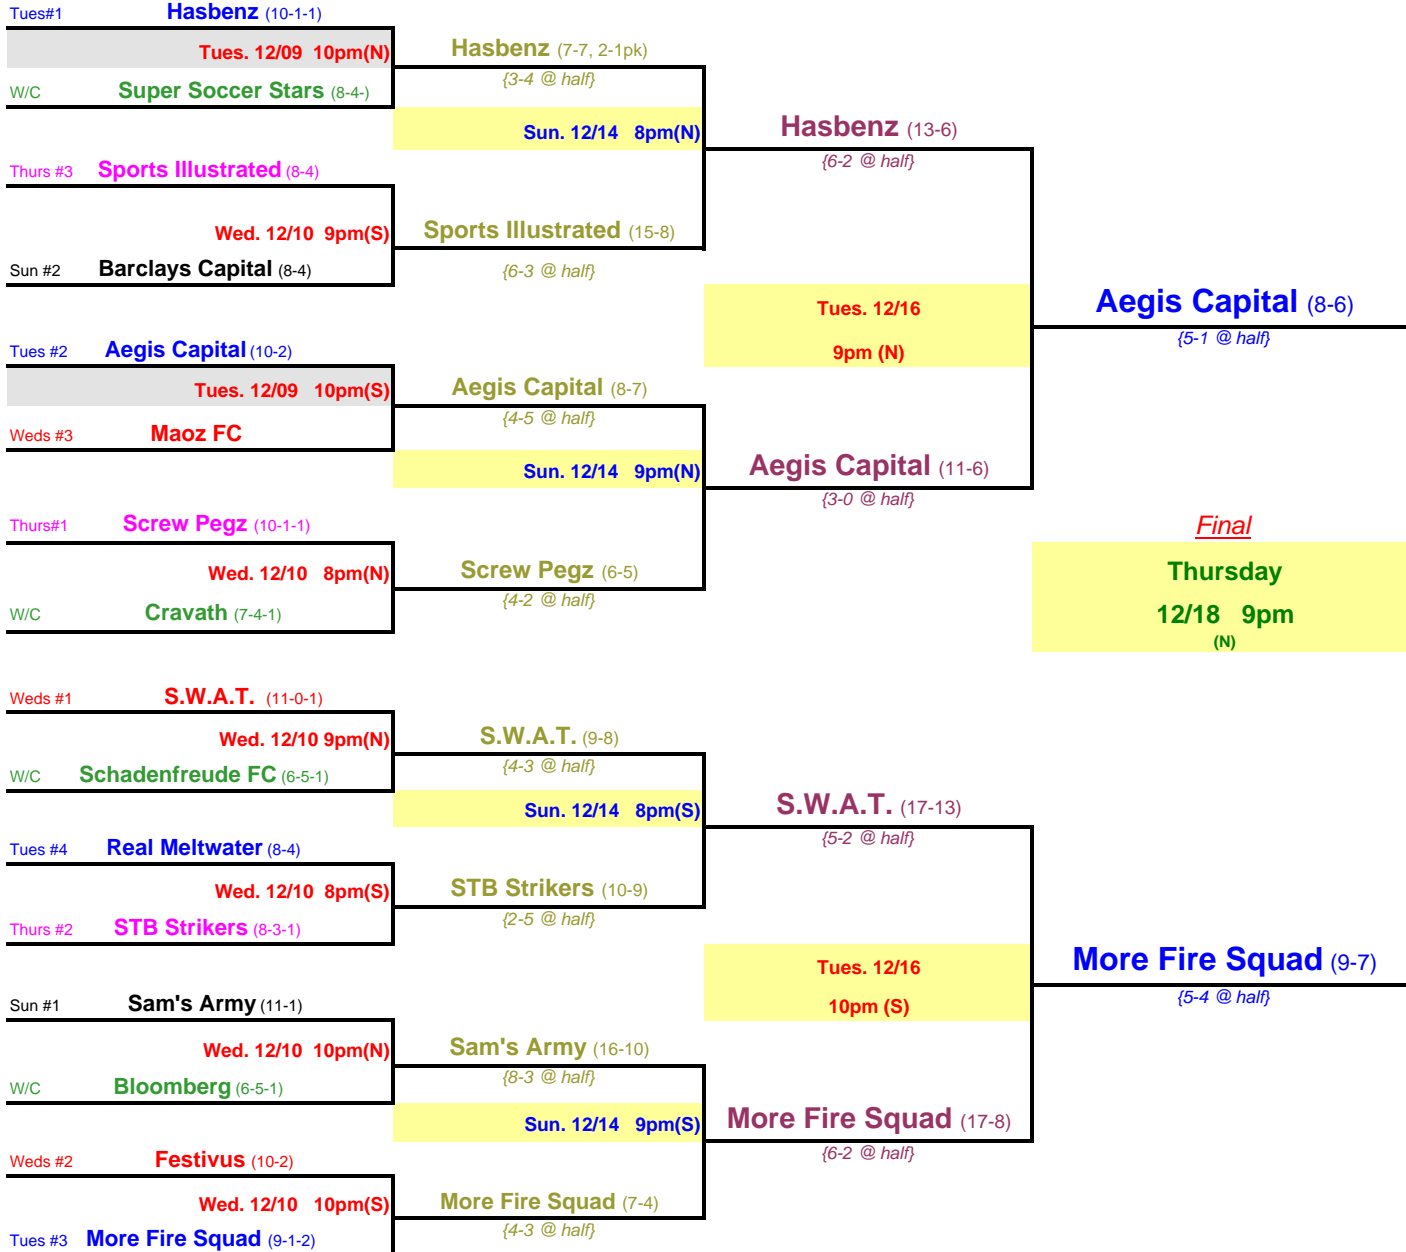 Tues#1 Hasbenz (10-1-1)
Tues. 12/09 10pm(N)
W/C Super Soccer Stars (8-4-)
Thurs #3 Sports Illustrated (8-4)
Wed. 12/10 9pm(S)
Sun #2 Barclays Capital (8-4)
Tues #2 Aegis Capital (10-2)
Tues. 12/09 10pm(S)
Weds #3 Maoz FC
Thurs#1 Screw Pegz (10-1-1)
Wed. 12/10 8pm(N)
W/C Cravath (7-4-1)
Weds #1 S.W.A.T. (11-0-1)
Wed. 12/10 9pm(N)
W/C Schadenfreude FC (6-5-1)
Tues #4 Real Meltwater (8-4)
Wed. 12/10 8pm(S)
Thurs #2 STB Strikers (8-3-1)
Sun #1 Sam's Army (11-1)
Wed. 12/10 10pm(N)
W/C Bloomberg (6-5-1)
Weds #2 Festivus (10-2)
Wed. 12/10 10pm(S)
Tues #3 More Fire Squad (9-1-2)
Hasbenz (7-7, 2-1pk)
{3-4 @ half}
Sun. 12/14 8pm(N)
Sports Illustrated (15-8)
{6-3 @ half}
Aegis Capital (8-7)
{4-5 @ half}
Sun. 12/14 9pm(N)
Screw Pegz (6-5)
{4-2 @ half}
S.W.A.T. (9-8)
{4-3 @ half}
Sun. 12/14 8pm(S)
STB Strikers (10-9)
{2-5 @ half}
Sam's Army (16-10)
{8-3 @ half}
Sun. 12/14 9pm(S)
More Fire Squad (7-4)
{4-3 @ half}
Hasbenz (13-6)
{6-2 @ half}
Tues. 12/16
9pm (N)
Aegis Capital (11-6)
{3-0 @ half}
S.W.A.T. (17-13)
{5-2 @ half}
Tues. 12/16
10pm (S)
More Fire Squad (17-8)
{6-2 @ half}
Aegis Capital (8-6)
{5-1 @ half}
Final
Thursday
12/18 9pm
(N)
More Fire Squad (9-7)
{5-4 @ half}